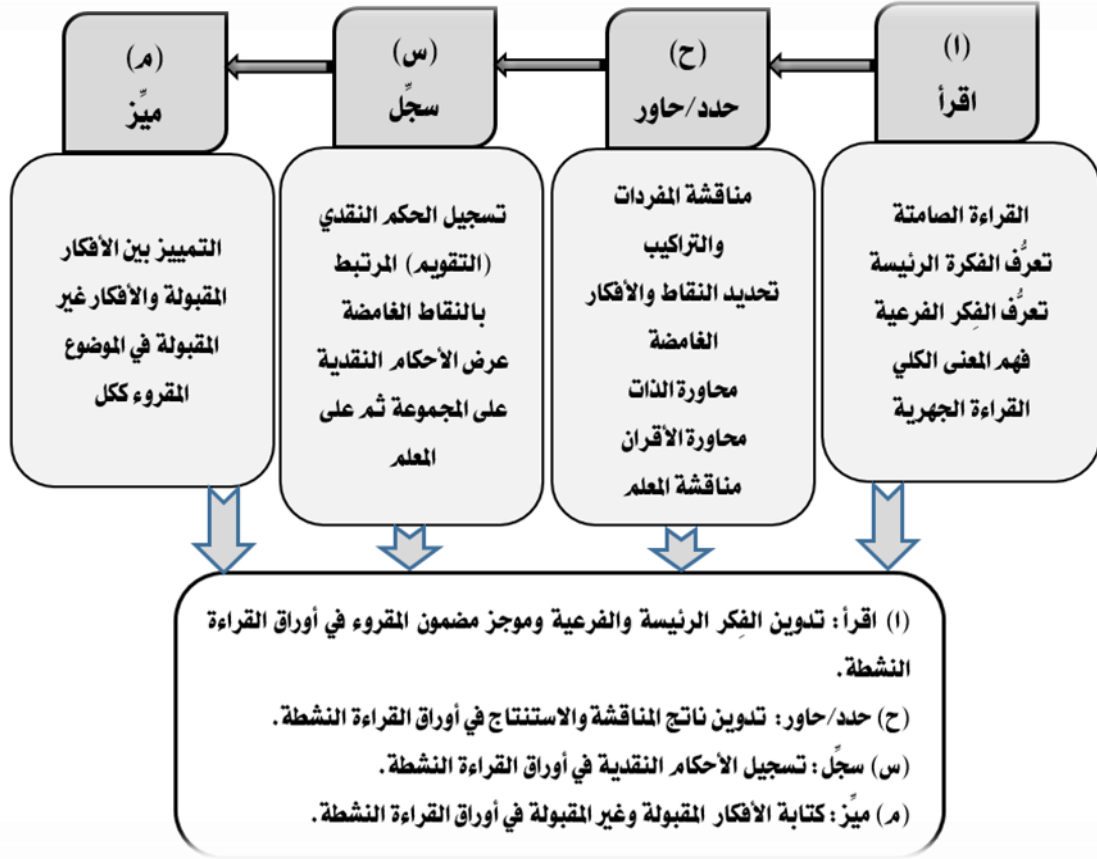 (ا)
اقرأ
(ح)
حدد/حاور
(س)
سجِّل
(م)
ميِّز
القراءة الصامتة
تعرُّف الفكرة الرئيسة
تعرُّف الفِكر الفرعية
فهم المعنى الكلي
القراءة الجهرية
مناقشة المفردات
والتراكيب
تحديد النقاط والأفكار
الغامضة
محاورة الذات
محاورة الأقران
مناقشة المعلم
تسجيل الحكم النقدي
(التقويم) المرتبط
بالنقاط الغامضة
عرض الأحكام النقدية
على المجموعة ثم على
المعلم
التمييز بين الأفكار
المقبولة والأفكار غير
المقبولة في الموضوع
المقروء ككل
(ا) اقرأ: تدوين الفِكر الرئيسة والفرعية وموجز مضمون المقروء في أوراق القراءة
النشطة.
(ح) حدد/حاور: تدوين ناتج المناقشة والاستنتاج في أوراق القراءة النشطة.
(س) سجِّل: تسجيل الأحكام النقدية في أوراق القراءة النشطة.
(م) ميِّز: كتابة الأفكار المقبولة وغير المقبولة في أوراق القراءة النشطة.